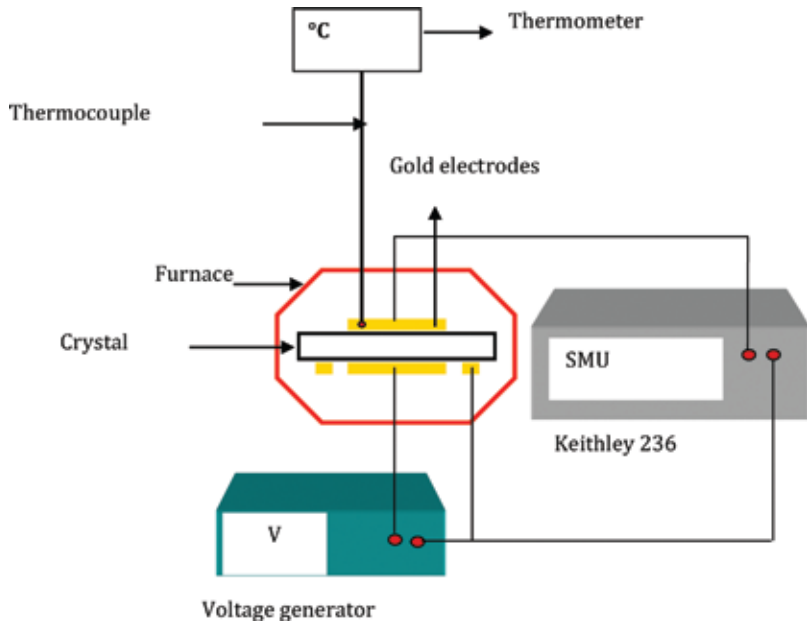 °C
Thermometer
Thermocouple
Gold electrodes
Furnace
Crystal
SMU
Keithley 236
V
Voltage generator